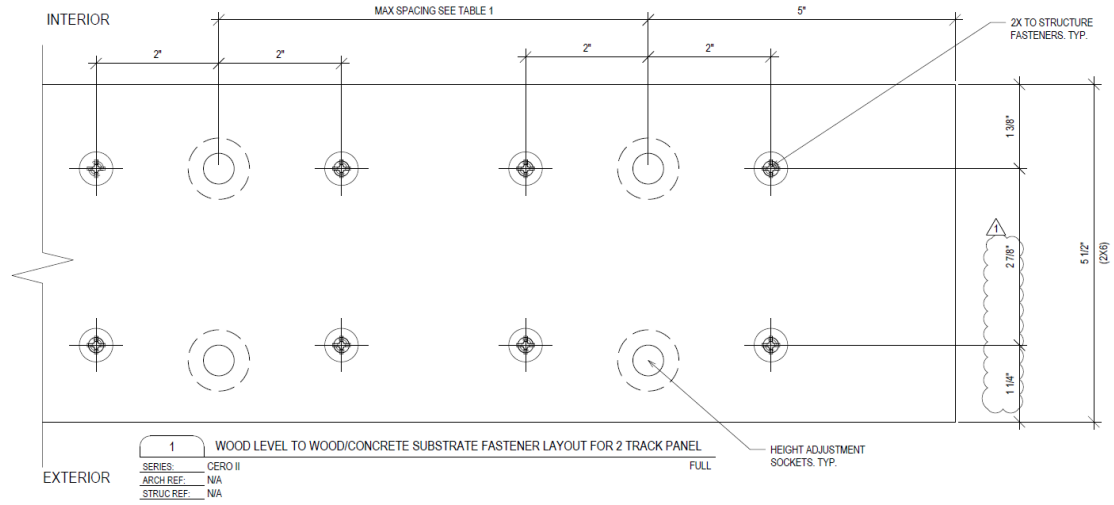 INTERIOR
MAX SPACING SEE TABLE 1
5"
2X TO STRUCTURE
FASTENERS. TYP.
2"
2"
2"
2"
1 3/8"
1
2 7/8"
5 1/2"
(2X6)
1 1/4"
1
WOOD LEVEL TO WOOD/CONCRETE SUBSTRATE FASTENER LAYOUT FOR 2 TRACK PANEL
SERIES: CERO II
FULL
ARCH REF: N/A
STRUC REF: N/A
HEIGHT ADJUSTMENT
SOCKETS. TYP.
EXTERIOR